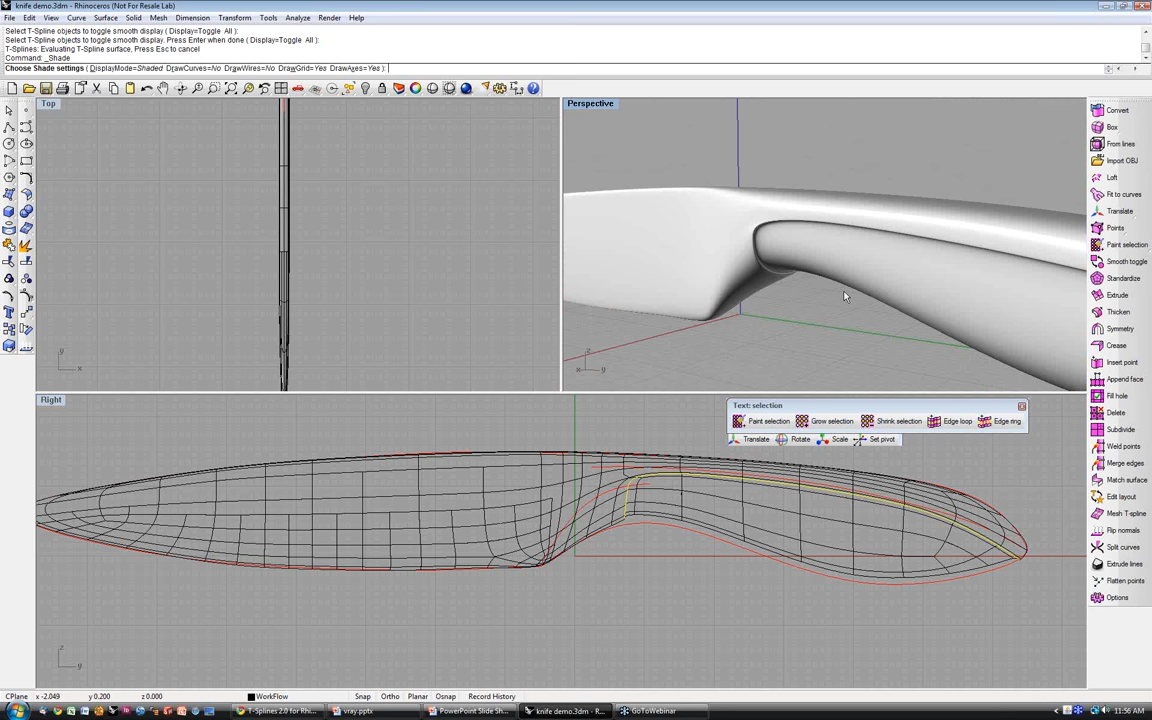 knife demo.3dm - Rhinoceros (Not For Resale Lab)
File Edit View Curve Surface Solid Mesh Dimension Transform Tools Analyze Render Help
Select T-Spline objects to toggle smooth display ( Display=Toggle All ):
Select T-Spline objects to toggle smooth display. Press Enter when done ( Display=Toggle All ):
T-Splines: Evaluating T-Spline surface, Press Esc to cancel
Command: _Shade
Choose Shade settings ( DisplayMode=Shaded DrawCurves=No DrawWires=No DrawGrid=Yes DrawAxes=Yes ):
Top
Perspective
Convert
Box
From lines
Import OBJ
Loft
Fit to curves
Translate
Points
Paint selection
Smooth toggle
Standardize
Extrude
Thicken
Symmetry
Crease
Insert point
Append face
Fill hole
Delete
Subdivide
Weld points
Merge edges
Match surface
Edit layout
Mesh T-spline
Flip normals
Split curves
Extrude lines
Flatten points
Options
y
x
z
x y
Right
Text: selection
Paint selection Grow selection Shrink selection Edge loop Edge ring
Translate Rotate Scale Set pivot
z
y
CPlane x -2.049 y 0.200 z 0.000 WorkFlow Snap Ortho Planar Osnap Record History
T-Splines 2.0 for Rhi... vray.pptx PowerPoint Slide Sh... knife demo.3dm - R... GoToWebinar 11:56 AM